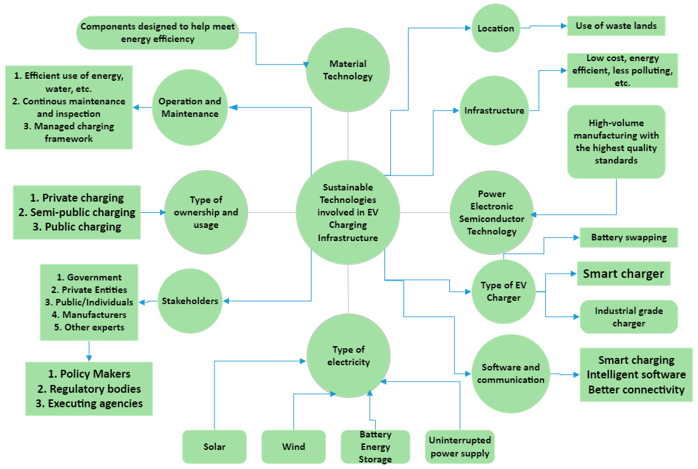 Components designed to help meet
energy efficiency
Material
Technology
Location
Use of waste lands
Low cost, energy
efficient, less polluting,
etc.
Infrastructure
1. Efficient use of energy,
water, etc.
2. Continous maintenance
and inspection
3. Managed charging
framework
Operation and
Maintenance
High-volume
manufacturing with
the highest quality
standards
1. Private charging
2. Semi-public charging
3. Public charging
Type of
ownership and
usage
Sustainable
Technologies
involved in EV
Charging
Infrastructure
Power
Electronic
Semiconductor
Technology
Battery swapping
1. Government
2. Private Entities
3. Public/Individuals
4. Manufacturers
5. Other experts
Stakeholders
Type of EV
Charger
Smart charger
Industrial grade
charger
1. Policy Makers
2. Regulatory bodies
3. Executing agencies
Type of
electricity
Software and
communication
Smart charging
Intelligent software
Better connectivity
Solar
Wind
Battery
Energy
Storage
Uninterrupted
power supply